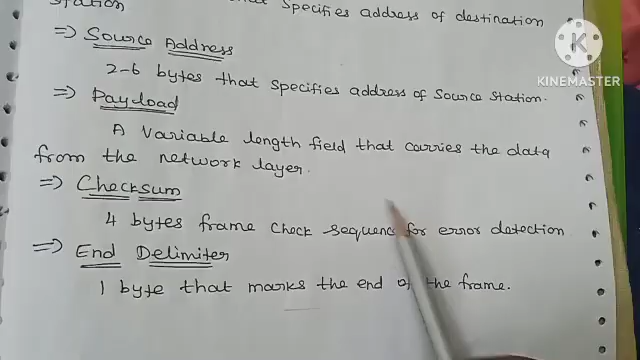 station that specifies address of destination
=> Source Address
2-6 bytes that specifies address of source station.
=> Payload
A variable length field that carries the data
from the network layer.
=> Checksum
4 bytes frame check sequenc for error detection
=> End Delimiter
1 byte that marks the end of the frame.
KINEMASTER